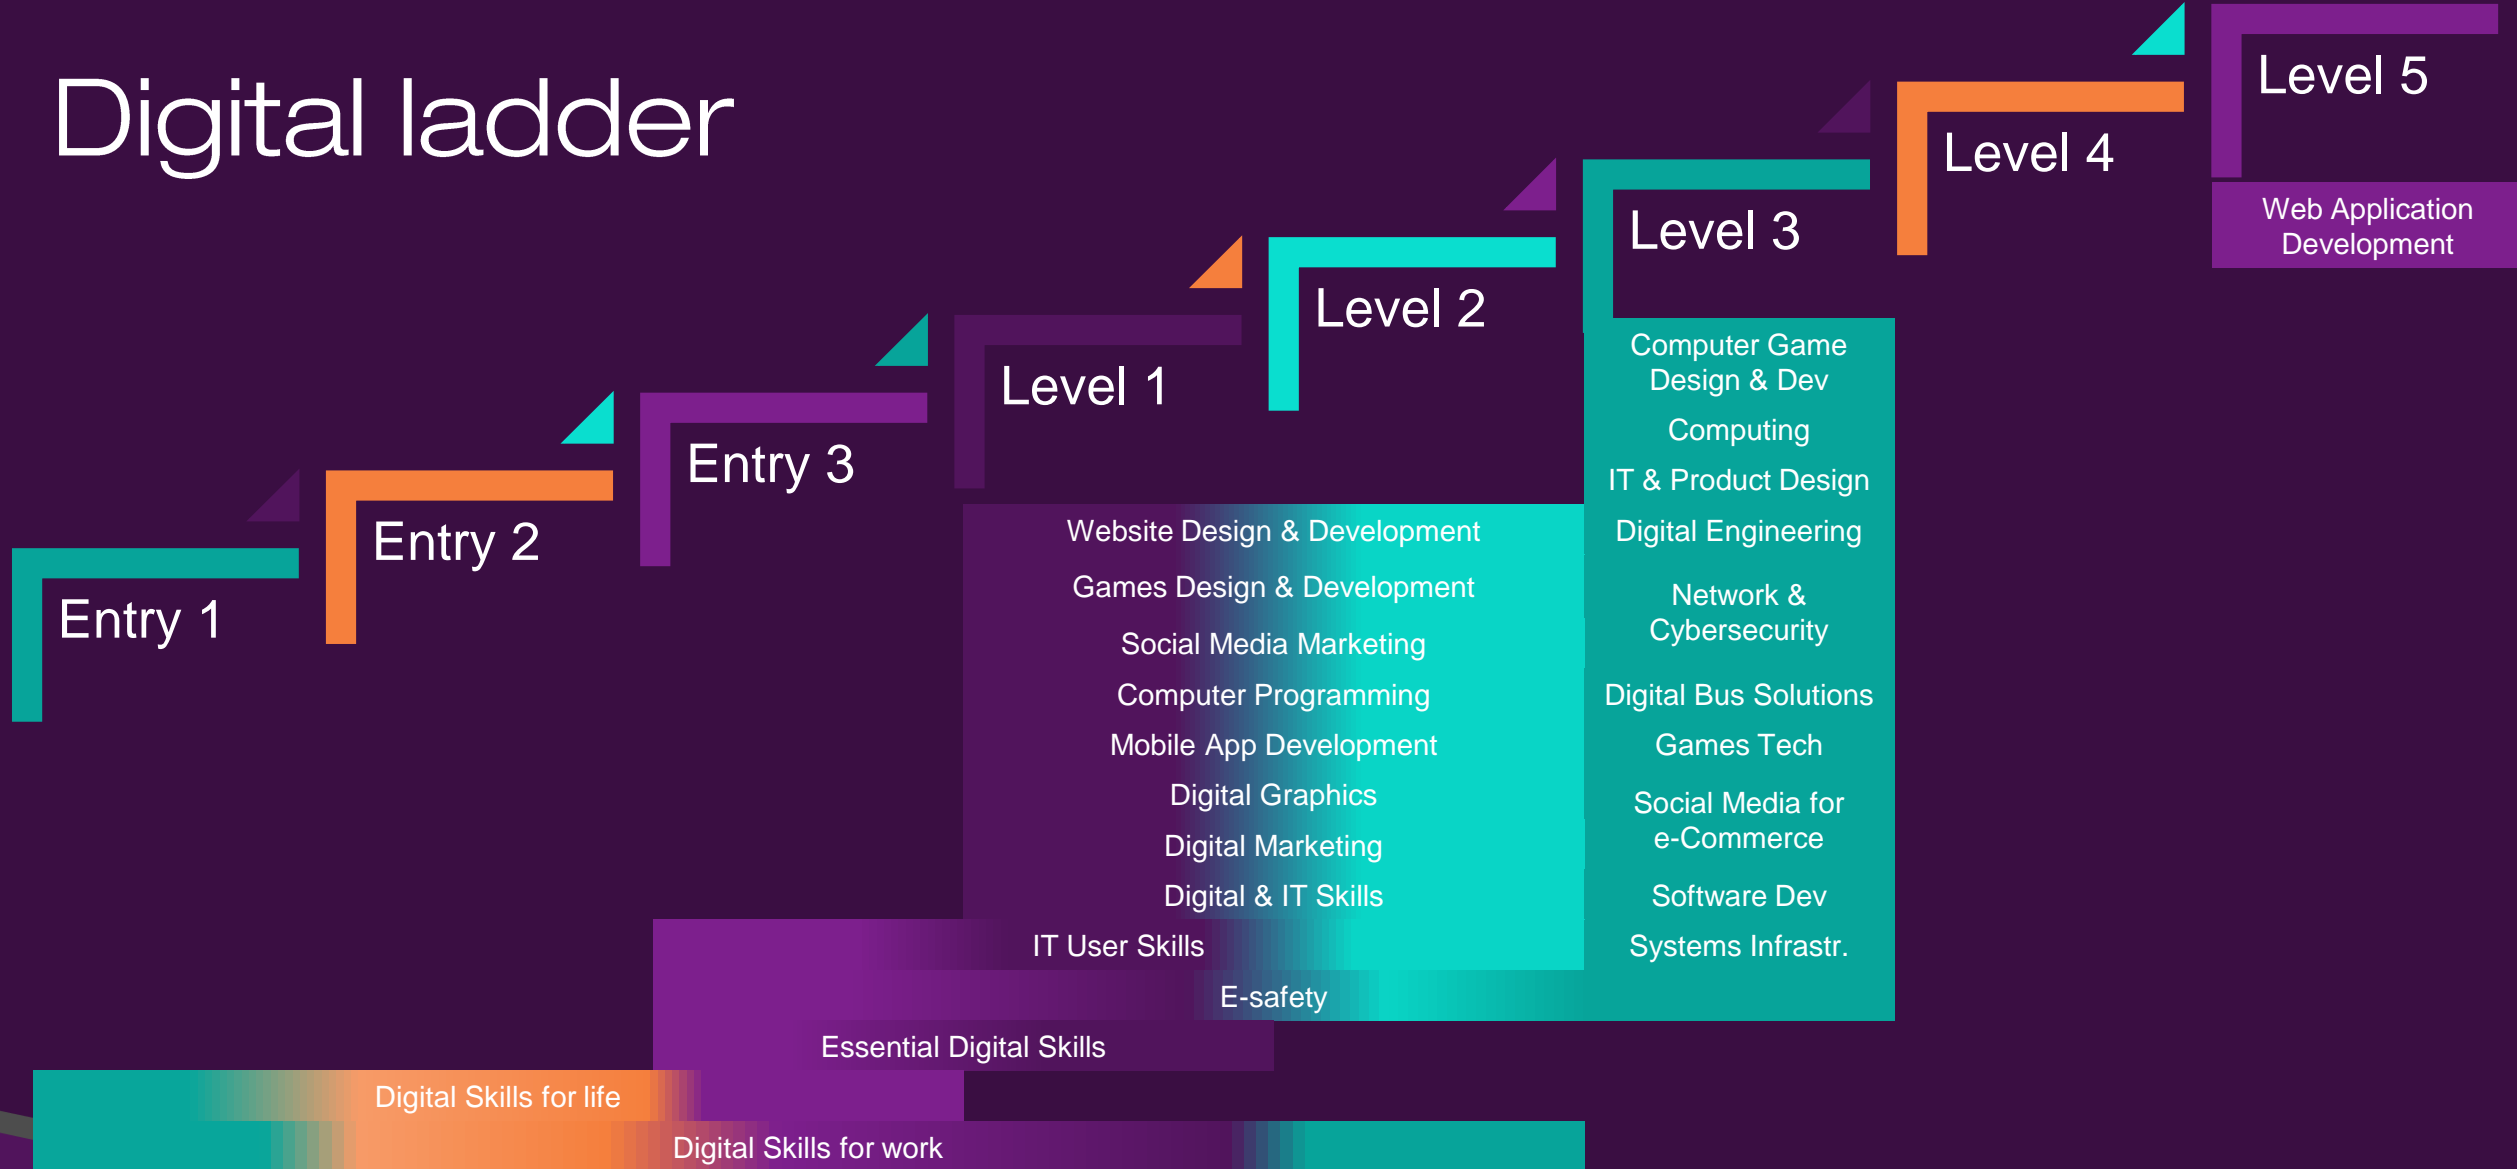 Digital ladder
Entry 1
Entry 2
Entry 3
Level 1
Level 2
Level 3
Level 4
Level 5
Web Application
Development
Computer Game
Design & Dev
Computing
IT & Product Design
Digital Engineering
Network &
Cybersecurity
Digital Bus Solutions
Games Tech
Social Media for
e-Commerce
Software Dev
Systems Infrastr.
Website Design & Development
Games Design & Development
Social Media Marketing
Computer Programming
Mobile App Development
Digital Graphics
Digital Marketing
Digital & IT Skills
IT User Skills
E-safety
Essential Digital Skills
Digital Skills for life
Digital Skills for work